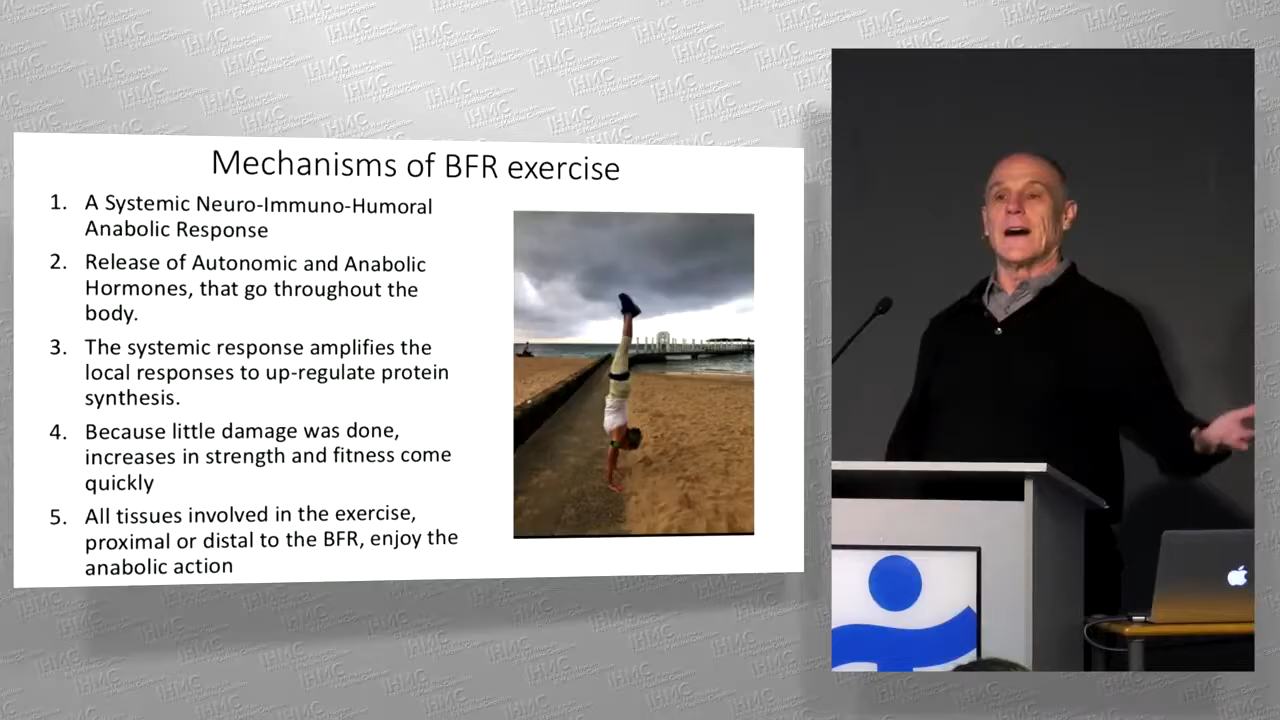 Mechanisms of BFR exercise
1. A Systemic Neuro-Immuno-Humoral
Anabolic Response
2. Release of Autonomic and Anabolic
Hormones, that go throughout the
body.
3. The systemic response amplifies the
local responses to up-regulate protein
synthesis.
4. Because little damage was done,
increases in strength and fitness come
quickly
5. All tissues involved in the exercise,
proximal or distal to the BFR, enjoy the
anabolic action
IHMC